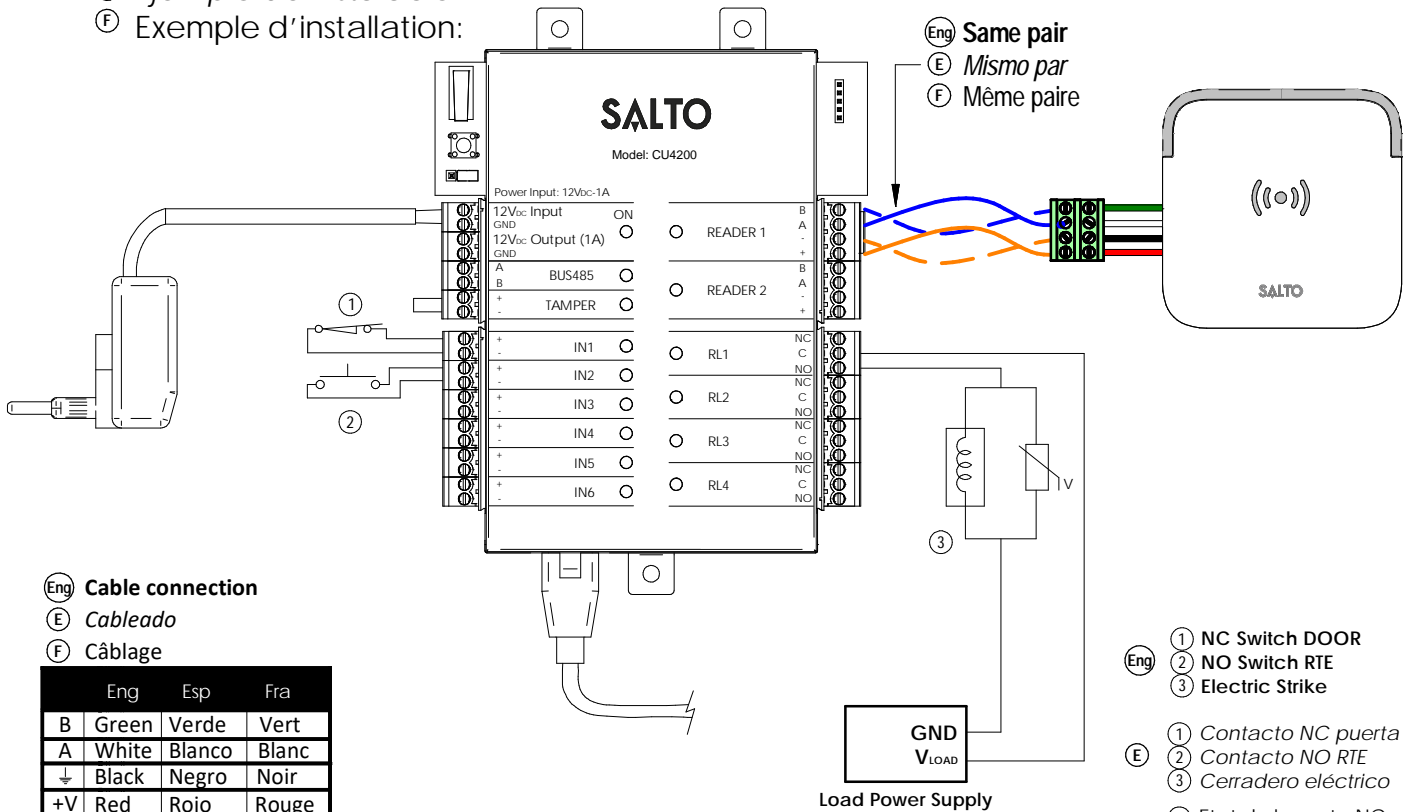 Ⓕ Exemple d’installation:
Eng Same pair
E Mismo par
F Même paire
SALTO
Model: CU4200
Power Input: 12VDC-1A
12VDC Input
GND
12VDC Output (1A)
GND
ON
A
B
BUS485
+
-
TAMPER
READER 1
B
A
-
+
READER 2
B
A
-
+
SALTO
1
2
+
-
IN1
+
-
IN2
+
-
IN3
+
-
IN4
+
-
IN5
+
-
IN6
RL1
NC
C
NO
RL2
NC
C
NO
RL3
NC
C
NO
RL4
NC
C
NO
V
3
Eng Cable connection
E Cableado
F Câblage
Eng Esp Fra
B Green Verde Vert
A White Blanco Blanc
⏚ Black Negro Noir
+V Red Rojo Rouge
GND
VLOAD
Load Power Supply
Eng
1 NC Switch DOOR
2 NO Switch RTE
3 Electric Strike
E
1 Contacto NC puerta
2 Contacto NO RTE
3 Cerradero eléctrico